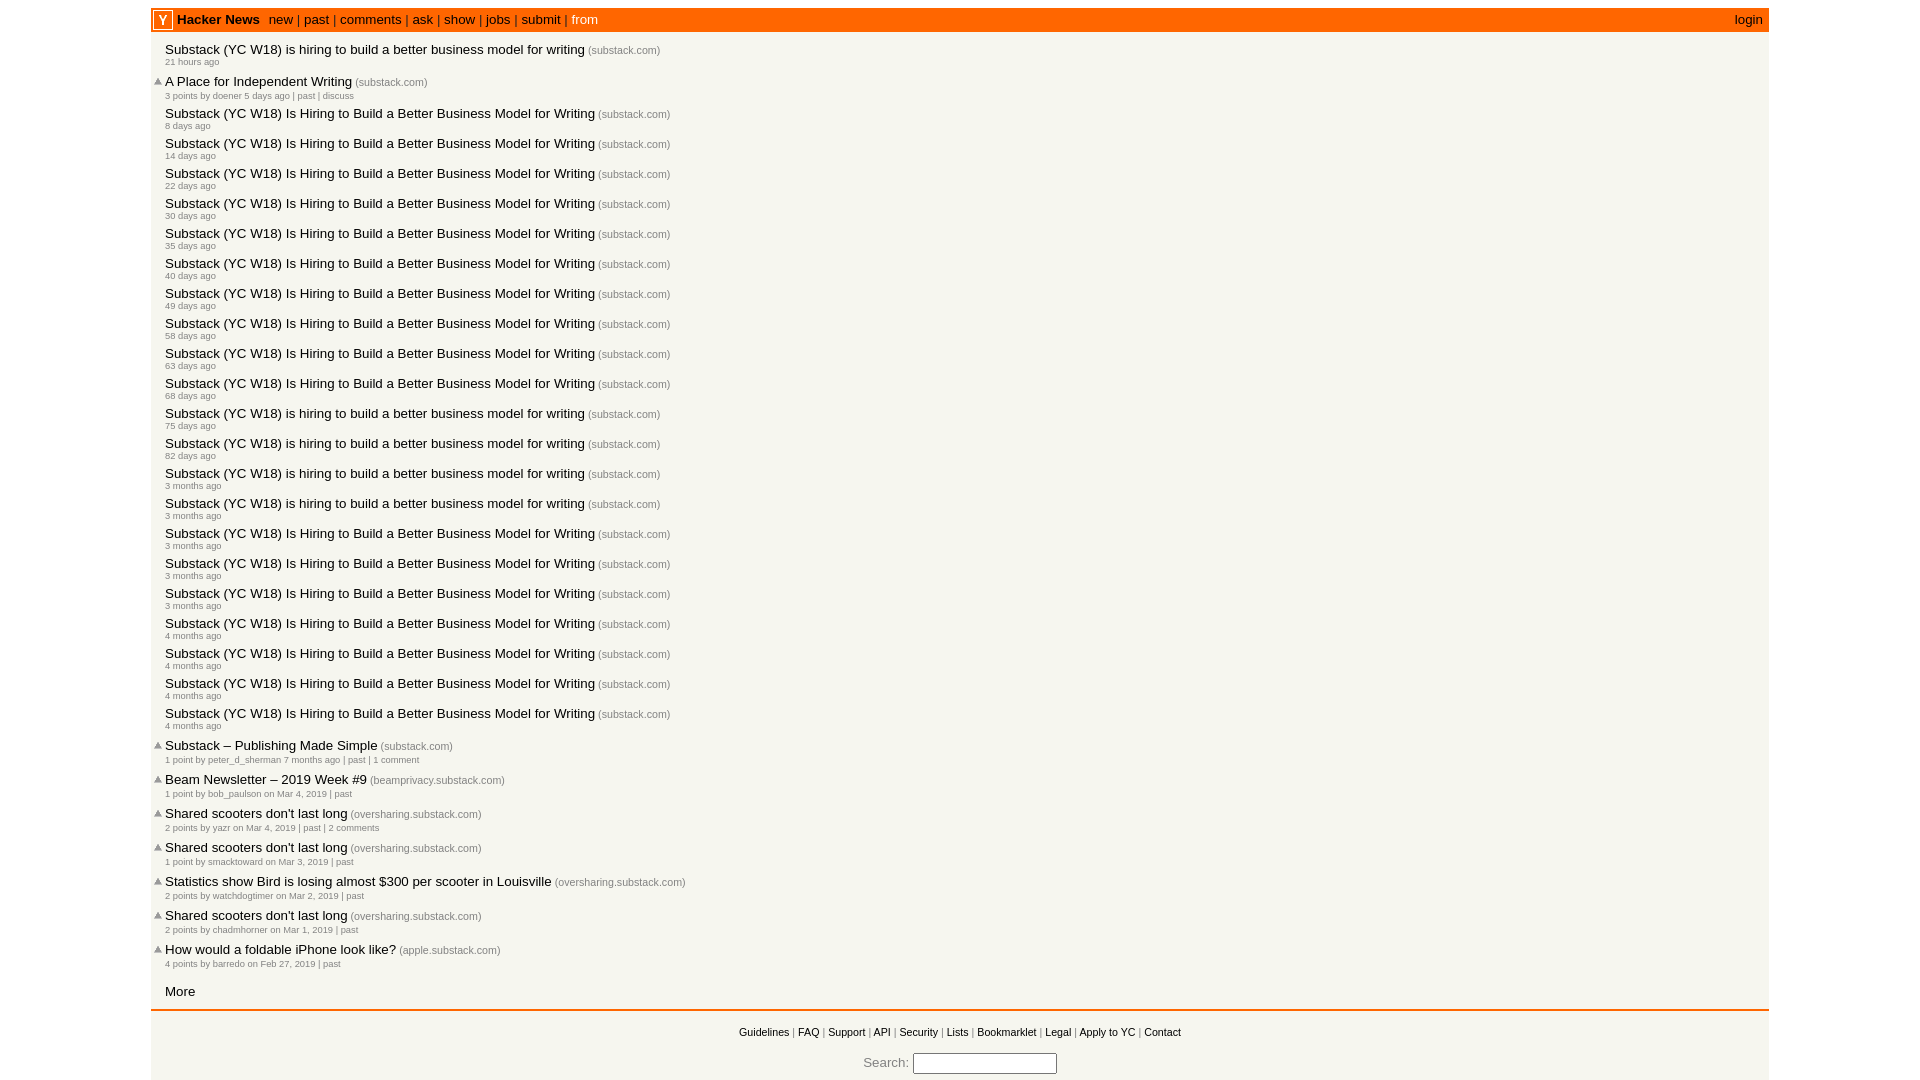 Y Hacker News new | past | comments | ask | show | jobs | submit | from login
Substack (YC W18) is hiring to build a better business model for writing (substack.com)
21 hours ago
A Place for Independent Writing (substack.com)
3 points by doener 5 days ago | past | discuss
Substack (YC W18) Is Hiring to Build a Better Business Model for Writing (substack.com)
8 days ago
Substack (YC W18) Is Hiring to Build a Better Business Model for Writing (substack.com)
14 days ago
Substack (YC W18) Is Hiring to Build a Better Business Model for Writing (substack.com)
22 days ago
Substack (YC W18) Is Hiring to Build a Better Business Model for Writing (substack.com)
30 days ago
Substack (YC W18) Is Hiring to Build a Better Business Model for Writing (substack.com)
35 days ago
Substack (YC W18) Is Hiring to Build a Better Business Model for Writing (substack.com)
40 days ago
Substack (YC W18) Is Hiring to Build a Better Business Model for Writing (substack.com)
49 days ago
Substack (YC W18) Is Hiring to Build a Better Business Model for Writing (substack.com)
58 days ago
Substack (YC W18) Is Hiring to Build a Better Business Model for Writing (substack.com)
63 days ago
Substack (YC W18) Is Hiring to Build a Better Business Model for Writing (substack.com)
68 days ago
Substack (YC W18) is hiring to build a better business model for writing (substack.com)
75 days ago
Substack (YC W18) is hiring to build a better business model for writing (substack.com)
82 days ago
Substack (YC W18) is hiring to build a better business model for writing (substack.com)
3 months ago
Substack (YC W18) is hiring to build a better business model for writing (substack.com)
3 months ago
Substack (YC W18) Is Hiring to Build a Better Business Model for Writing (substack.com)
3 months ago
Substack (YC W18) Is Hiring to Build a Better Business Model for Writing (substack.com)
3 months ago
Substack (YC W18) Is Hiring to Build a Better Business Model for Writing (substack.com)
3 months ago
Substack (YC W18) Is Hiring to Build a Better Business Model for Writing (substack.com)
4 months ago
Substack (YC W18) Is Hiring to Build a Better Business Model for Writing (substack.com)
4 months ago
Substack (YC W18) Is Hiring to Build a Better Business Model for Writing (substack.com)
4 months ago
Substack (YC W18) Is Hiring to Build a Better Business Model for Writing (substack.com)
4 months ago
Substack – Publishing Made Simple (substack.com)
1 point by peter_d_sherman 7 months ago | past | 1 comment
Beam Newsletter – 2019 Week #9 (beamprivacy.substack.com)
1 point by bob_paulson on Mar 4, 2019 | past
Shared scooters don't last long (oversharing.substack.com)
2 points by yazr on Mar 4, 2019 | past | 2 comments
Shared scooters don't last long (oversharing.substack.com)
1 point by smacktoward on Mar 3, 2019 | past
Statistics show Bird is losing almost $300 per scooter in Louisville (oversharing.substack.com)
2 points by watchdogtimer on Mar 2, 2019 | past
Shared scooters don't last long (oversharing.substack.com)
2 points by chadmhorner on Mar 1, 2019 | past
How would a foldable iPhone look like? (apple.substack.com)
4 points by barredo on Feb 27, 2019 | past
More
Guidelines | FAQ | Support | API | Security | Lists | Bookmarklet | Legal | Apply to YC | Contact
Search: